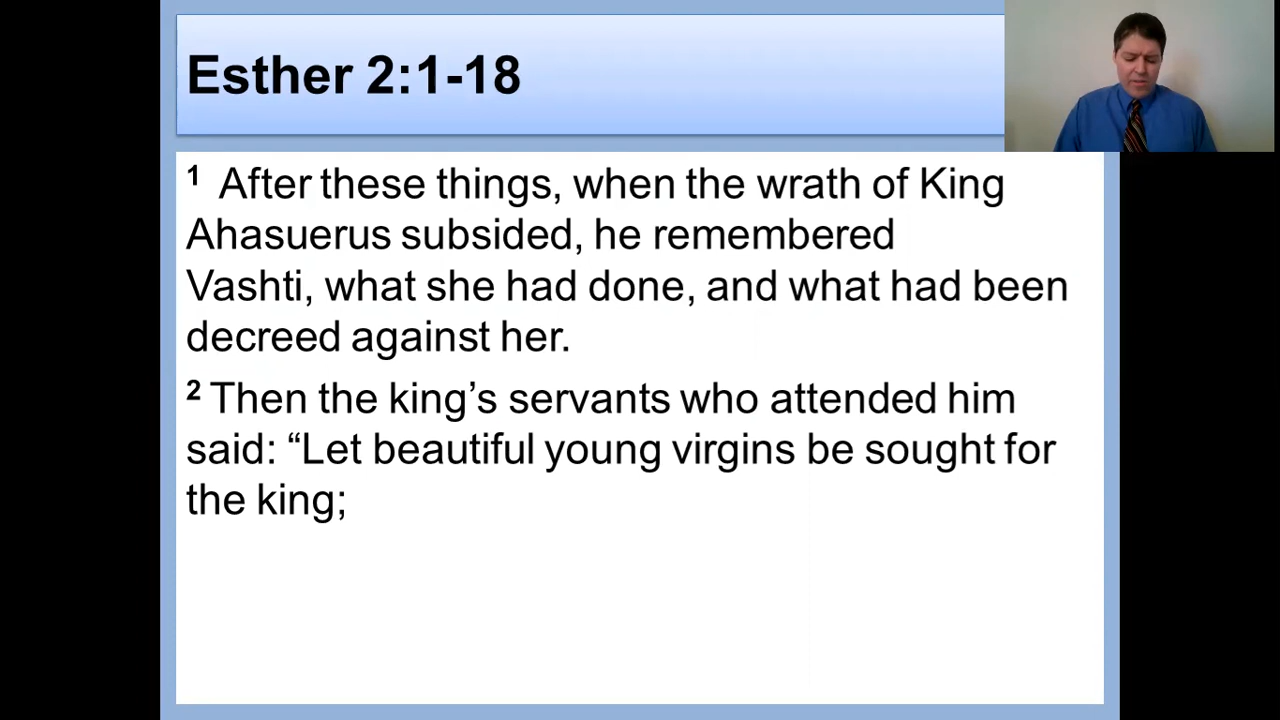 Esther 2:1-18
1 After these things, when the wrath of King
Ahasuerus subsided, he remembered
Vashti, what she had done, and what had been
decreed against her.
2 Then the king’s servants who attended him
said: “Let beautiful young virgins be sought for
the king;